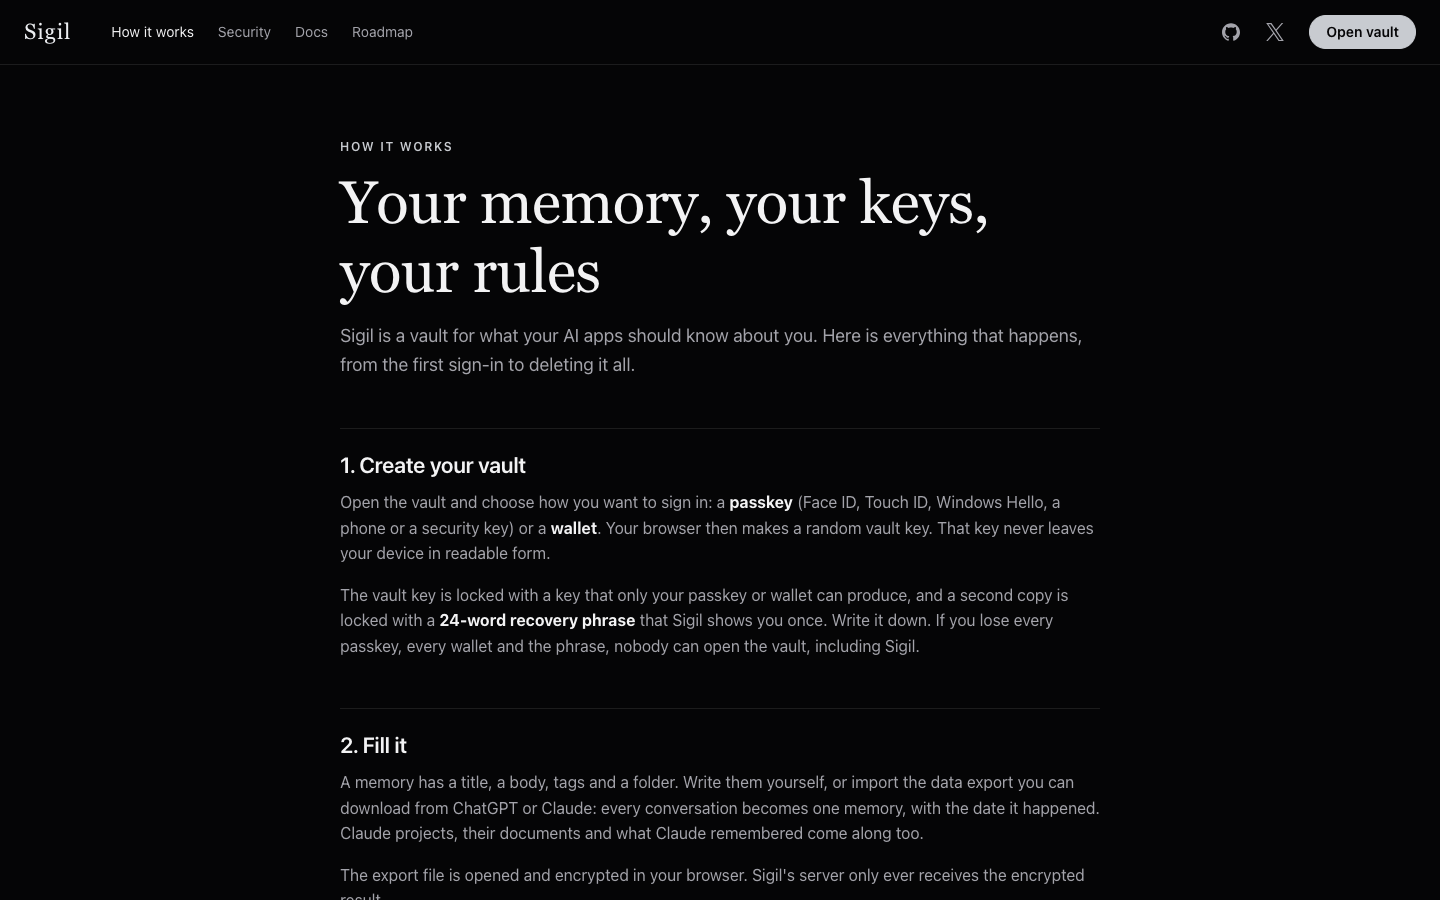 Sigil
How it works
Security
Docs
Roadmap
Open vault
HOW IT WORKS
Your memory, your keys,
your rules
Sigil is a vault for what your AI apps should know about you. Here is everything that happens,
from the first sign-in to deleting it all.
1. Create your vault
Open the vault and choose how you want to sign in: a passkey (Face ID, Touch ID, Windows Hello, a
phone or a security key) or a wallet. Your browser then makes a random vault key. That key never leaves
your device in readable form.
The vault key is locked with a key that only your passkey or wallet can produce, and a second copy is
locked with a 24-word recovery phrase that Sigil shows you once. Write it down. If you lose every
passkey, every wallet and the phrase, nobody can open the vault, including Sigil.
2. Fill it
A memory has a title, a body, tags and a folder. Write them yourself, or import the data export you can
download from ChatGPT or Claude: every conversation becomes one memory, with the date it happened.
Claude projects, their documents and what Claude remembered come along too.
The export file is opened and encrypted in your browser. Sigil's server only ever receives the encrypted
result.